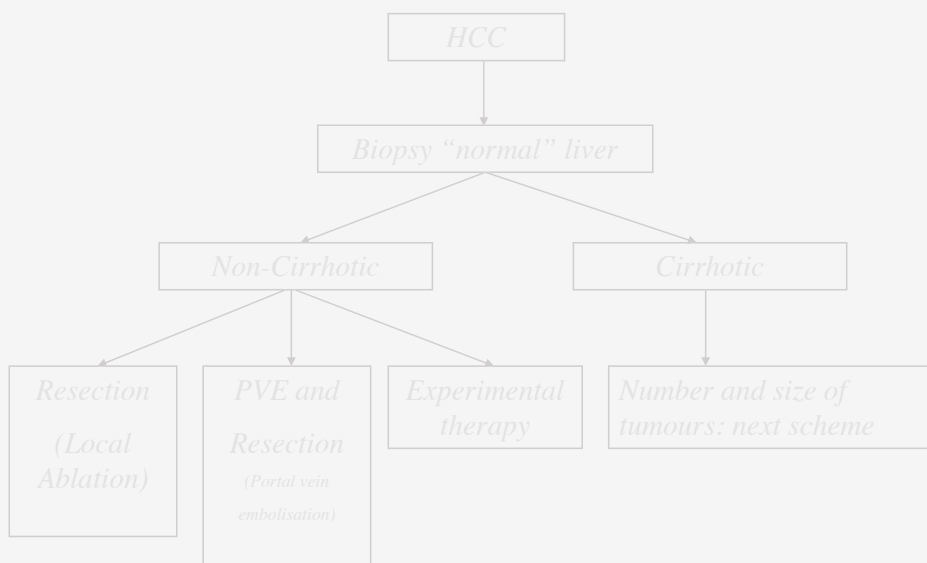 HCC
Biopsy “normal” liver
Non-Cirrhotic
Cirrhotic
Resection
(Local
Ablation)
PVE and
Resection
(Portal vein
embolisation)
Experimental
therapy
Number and size of
tumours: next scheme